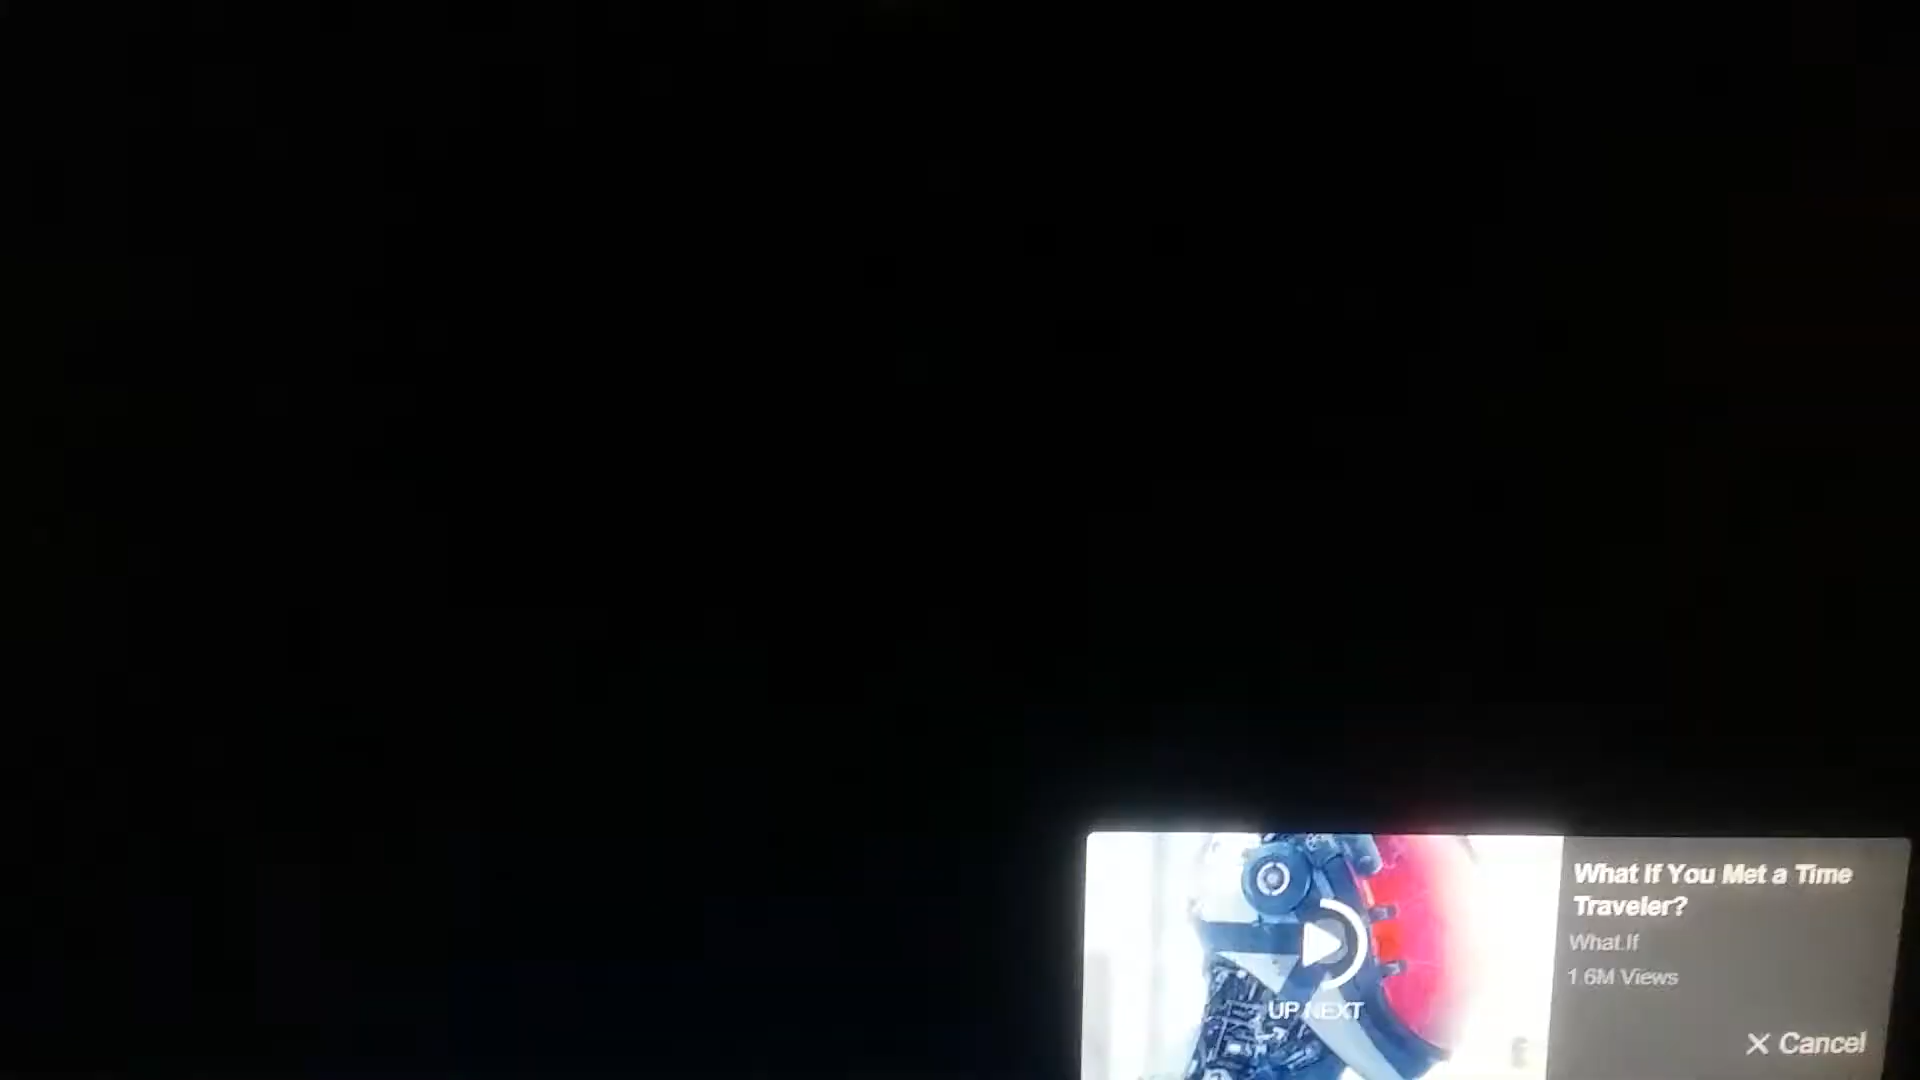 What If You Met a Time
Traveler?
What.If
1.6M Views
UP NEXT
× Cancel